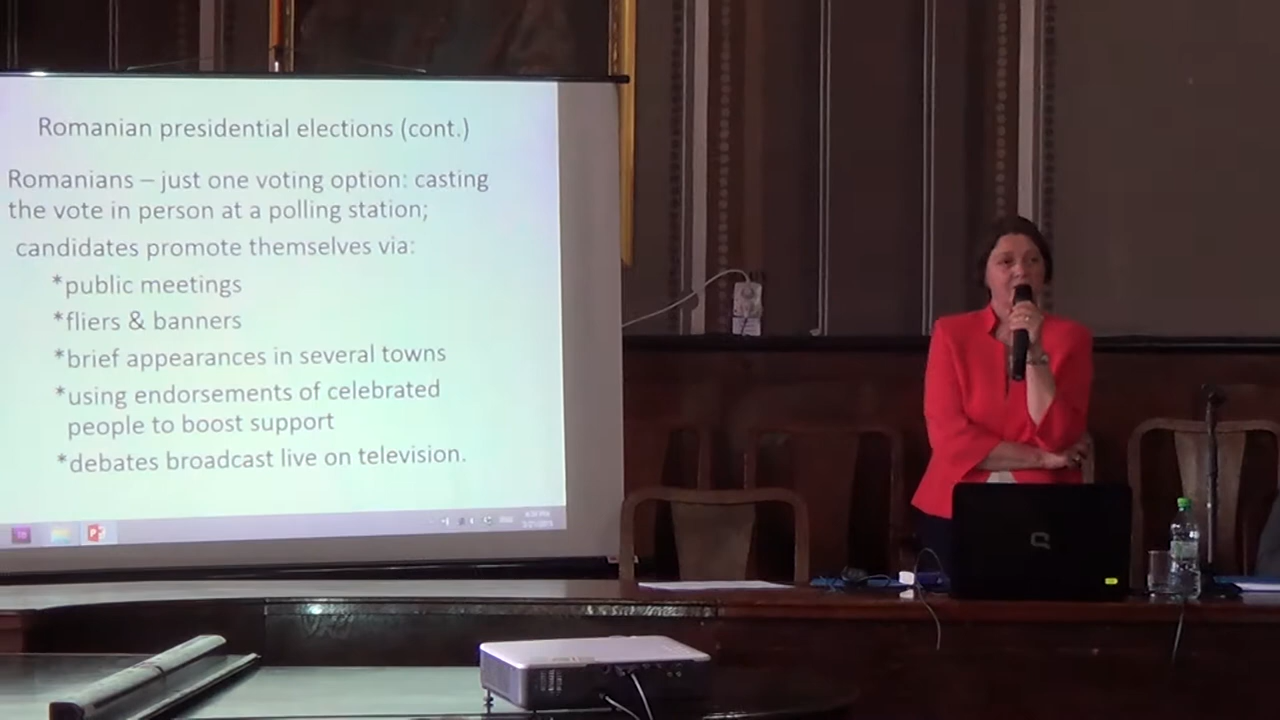 Romanian presidential elections (cont.)
Romanians – just one voting option: casting
the vote in person at a polling station;
candidates promote themselves via:
*public meetings
*fliers & banners
*brief appearances in several towns
*using endorsements of celebrated
people to boost support
*debates broadcast live on television.